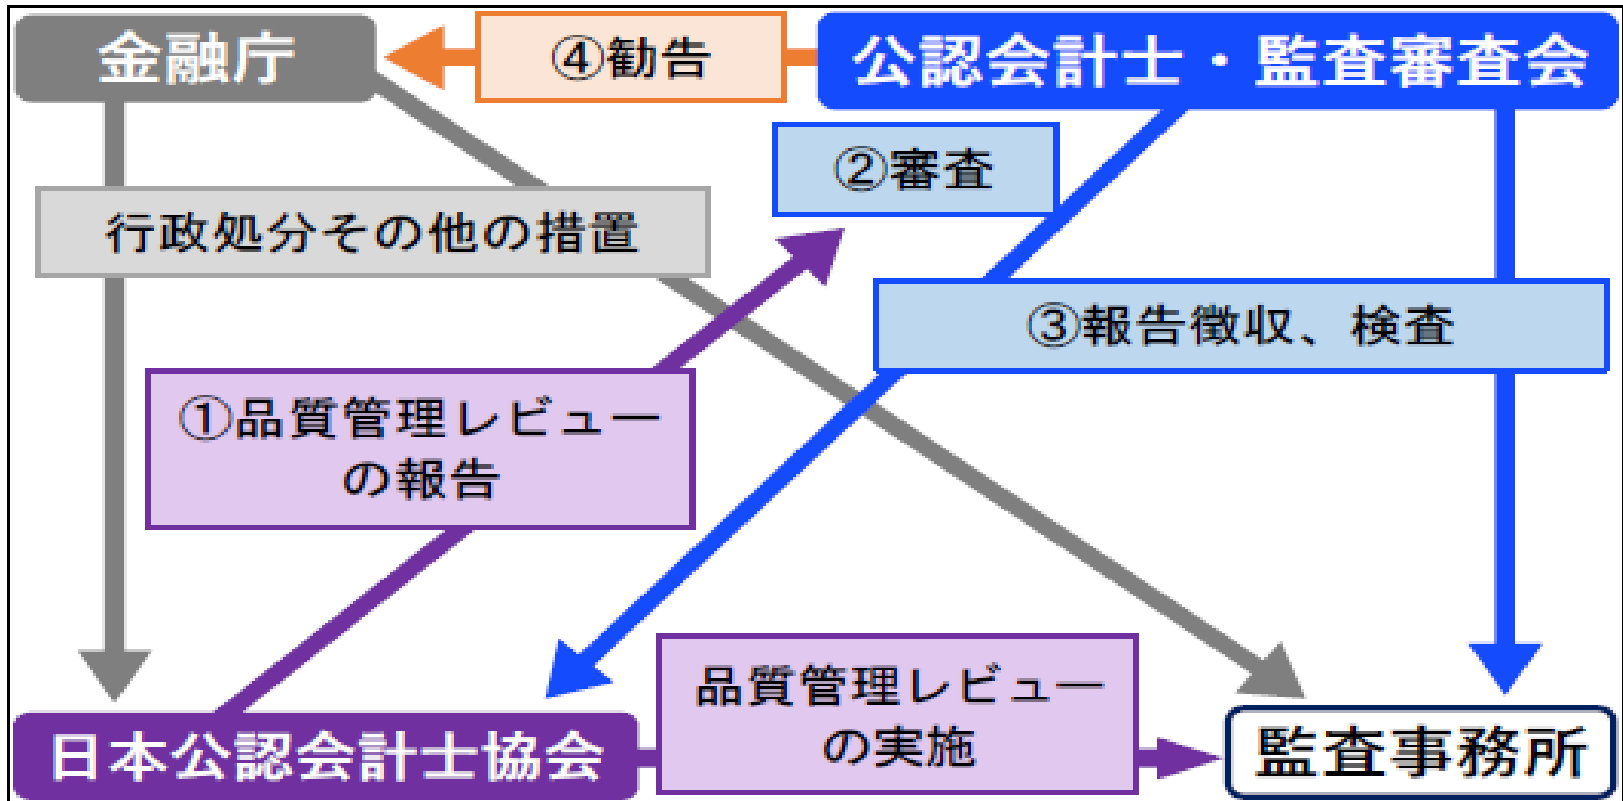 金融庁
④勧告
公認会計士・監査審査会
②審査
行政処分その他の措置
③報告徴収、検査
①品質管理レビュー
の報告
品質管理レビュー
の実施
日本公認会計士協会
監査事務所